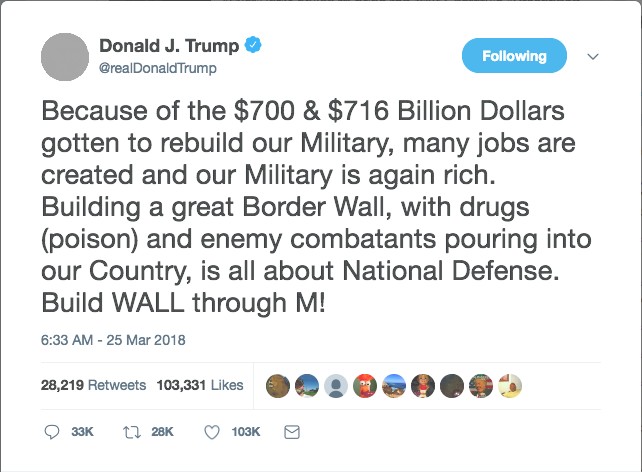 Donald J. Trump
@realDonaldTrump
Following
Because of the $700 & $716 Billion Dollars
gotten to rebuild our Military, many jobs are
created and our Military is again rich.
Building a great Border Wall, with drugs
(poison) and enemy combatants pouring into
our Country, is all about National Defense.
Build WALL through M!
6:33 AM - 25 Mar 2018
28,219 Retweets 103,331 Likes
33K 28K 103K